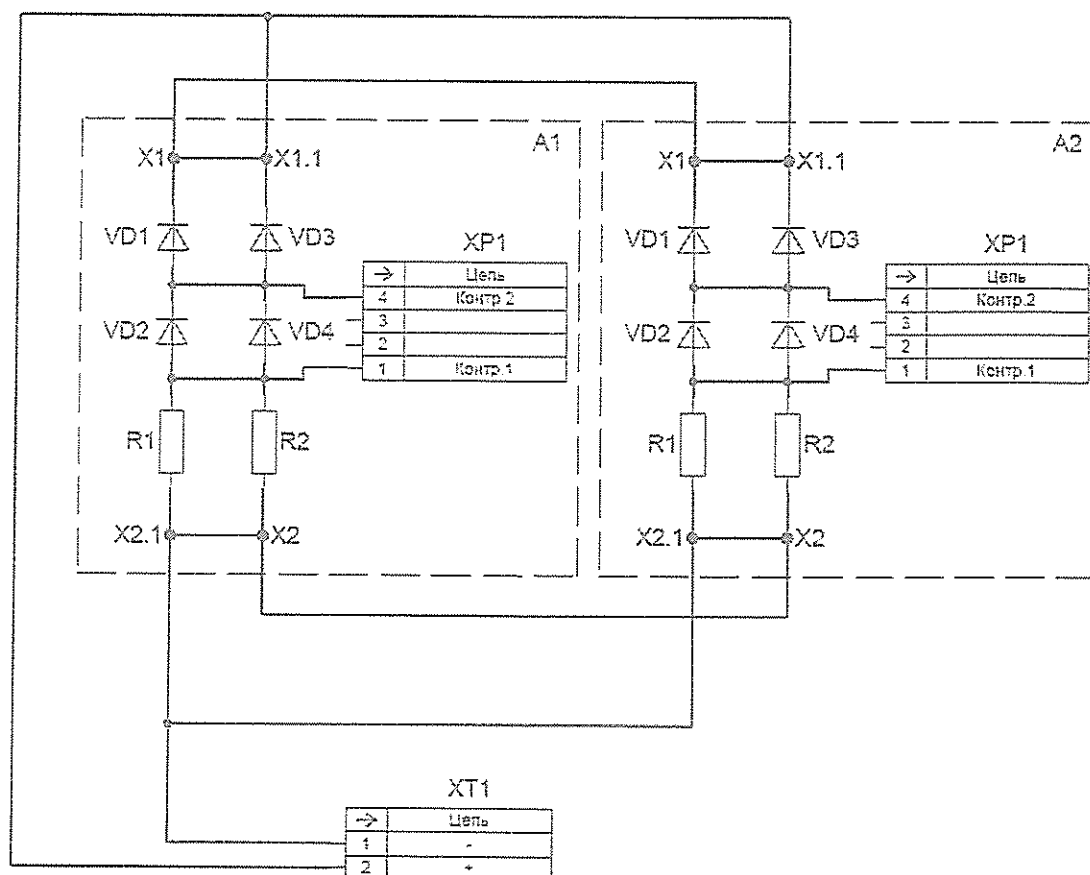 A1
A2
X1
X1.1
X1
X1.1
VD1
VD3
XP1
VD1
VD3
XP1
→ Цепь
4 Контр.2
3
2
1 Контр.1
→ Цепь
4 Контр.2
3
2
1 Контр.1
VD2
VD4
VD2
VD4
R1
R2
R1
R2
X2.1
X2
X2.1
X2
XT1
→ Цепь
1 -
2 +